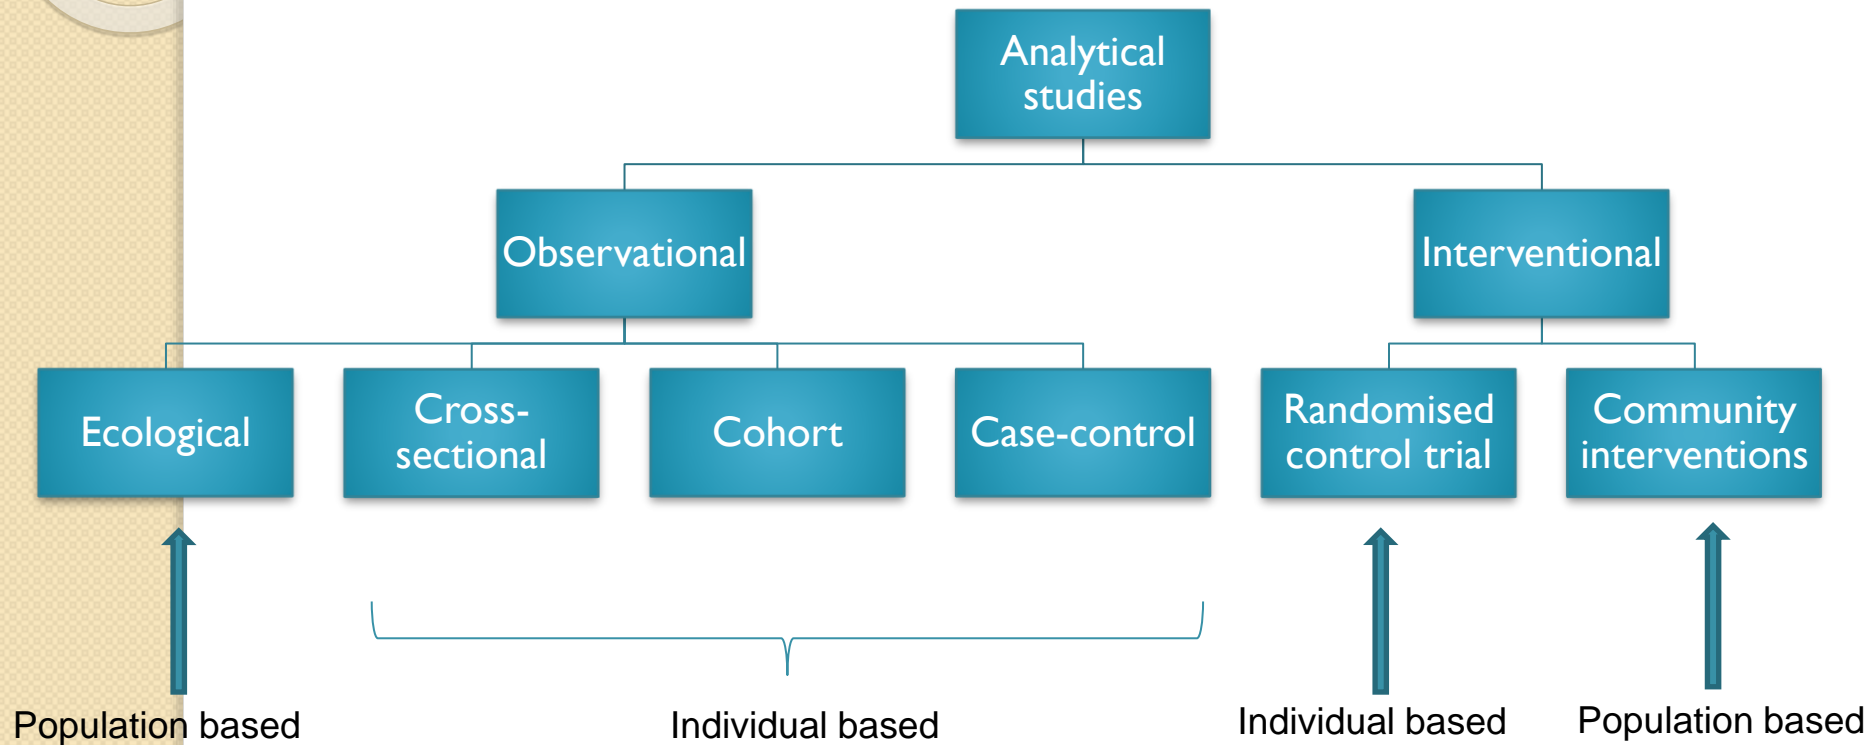 Analytical
studies
Observational
Interventional
Ecological
Cross-
sectional
Cohort
Case-control
Randomised
control trial
Community
interventions
Population based
Individual based
Individual based
Population based